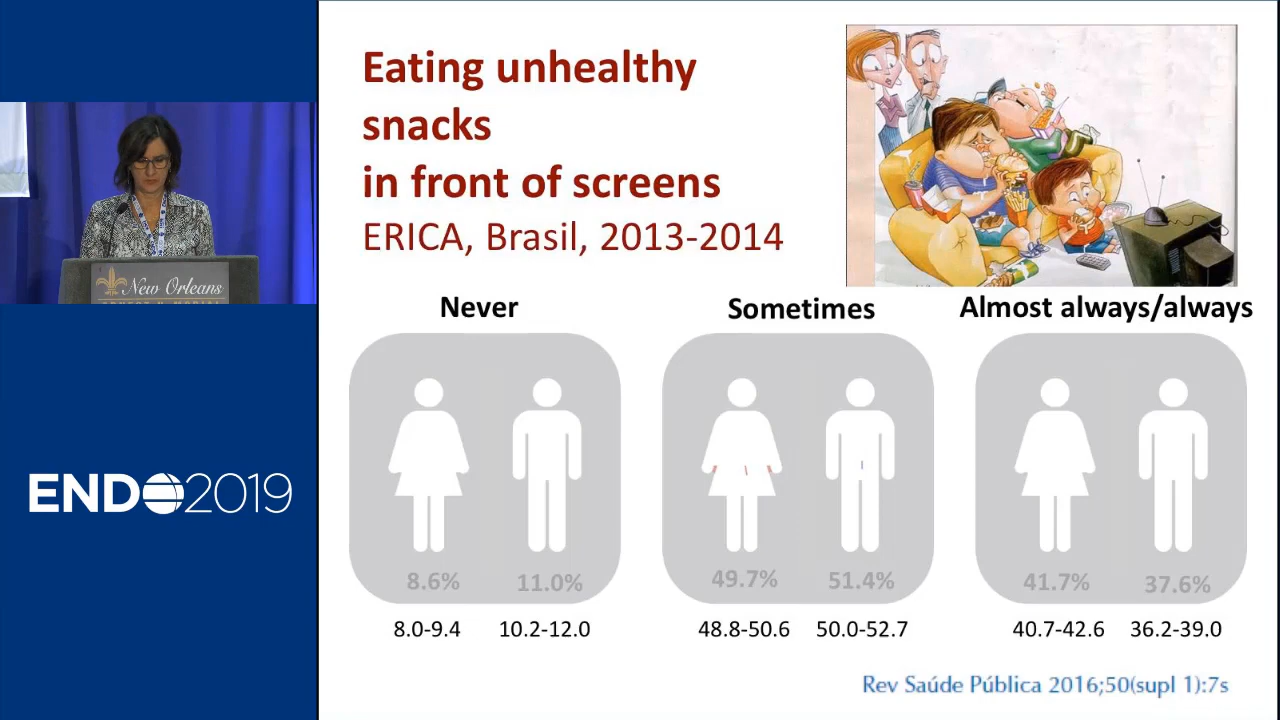 Eating unhealthy
snacks
in front of screens
ERICA, Brasil, 2013-2014
New Orleans
END 2019
Never
Sometimes
Almost always/always
8.6%
11.0%
49.7%
51.4%
41.7%
37.6%
8.0-9.4
10.2-12.0
48.8-50.6
50.0-52.7
40.7-42.6
36.2-39.0
Rev Saúde Pública 2016;50(supl 1):7s